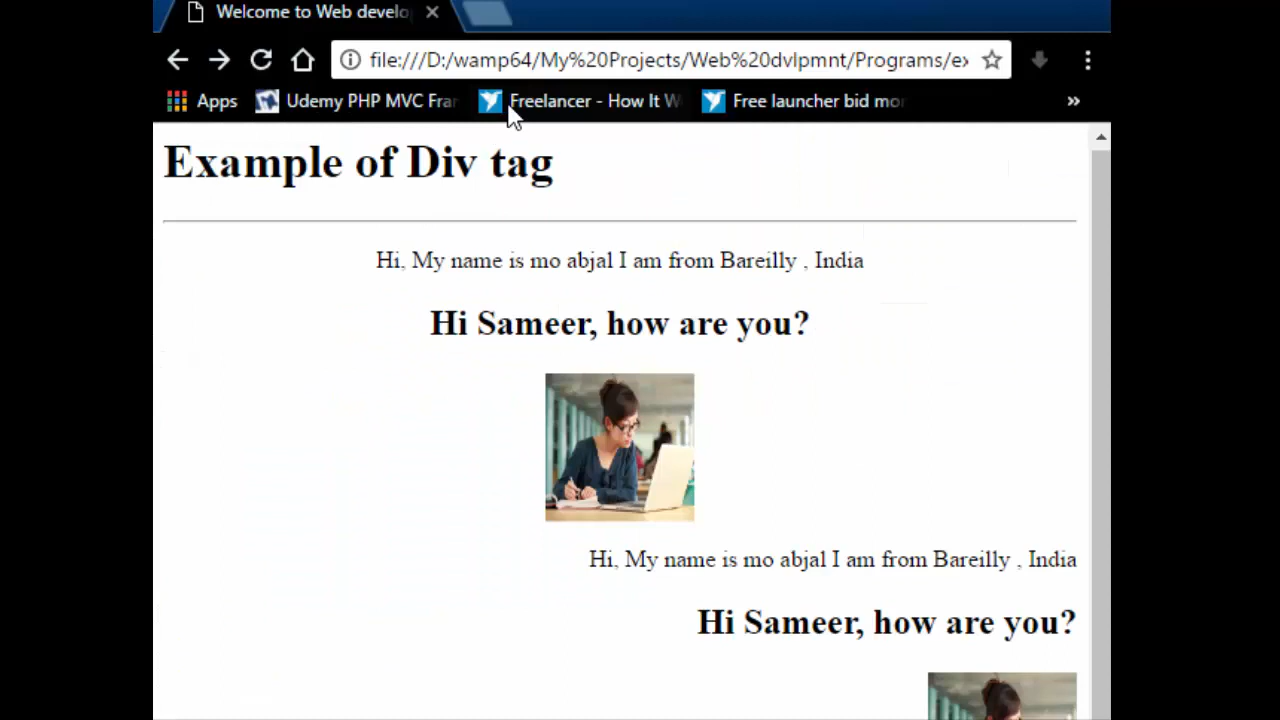 Welcome to Web develo
file:///D:/wamp64/My%20Projects/Web%20dvlpmnt/Programs/ex
Apps Udemy PHP MVC Fra Freelancer - How It W Free launcher bid mor »
Example of Div tag
Hi, My name is mo abjal I am from Bareilly , India
Hi Sameer, how are you?
Hi, My name is mo abjal I am from Bareilly , India
Hi Sameer, how are you?